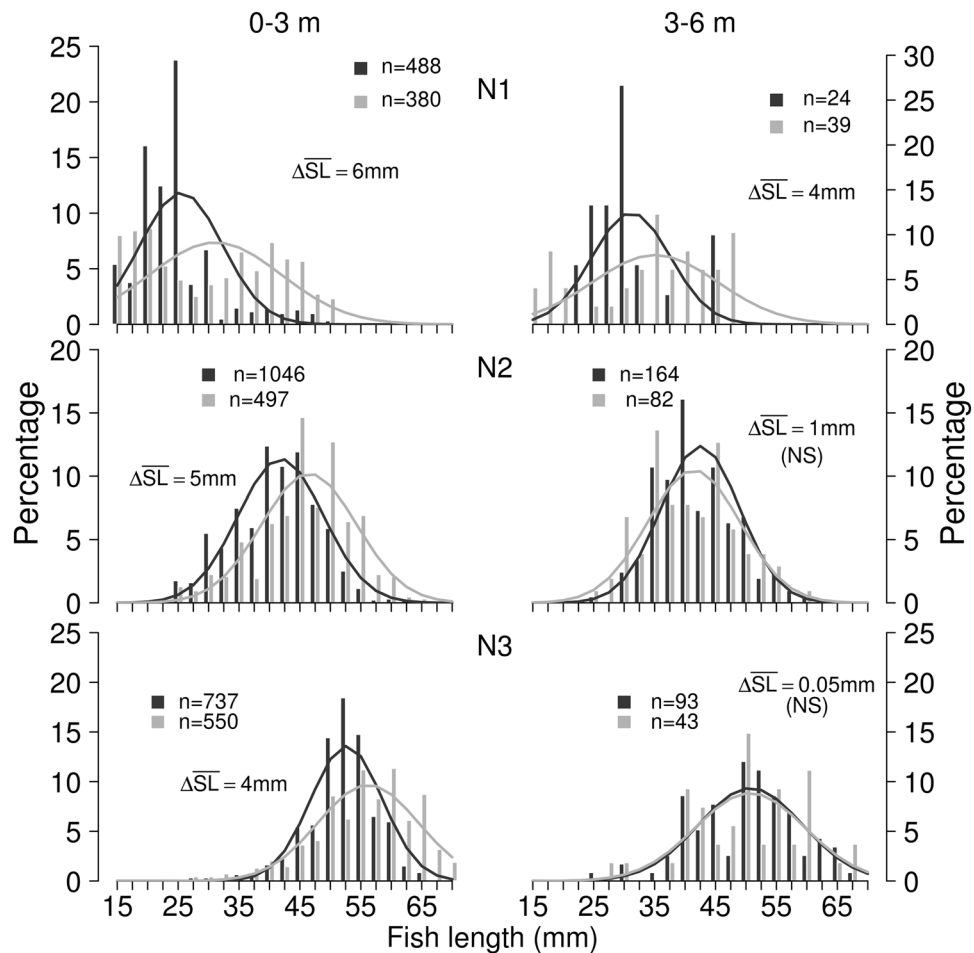 0-3 m
3-6 m
N1
25
20
15
10
5
0
n=488
n=380
ΔSL = 6mm
30
25
20
15
10
5
0
n=24
n=39
ΔSL = 4mm
N2
20
15
10
5
0
n=1046
n=497
ΔSL = 5mm
20
15
10
5
0
n=164
n=82
ΔSL = 1mm
(NS)
N3
25
20
15
10
5
0
n=737
n=550
ΔSL = 4mm
25
20
15
10
5
0
n=93
n=43
ΔSL = 0.05mm
(NS)
Percentage
Percentage
15 25 35 45 55 65
15 25 35 45 55 65
Fish length (mm)